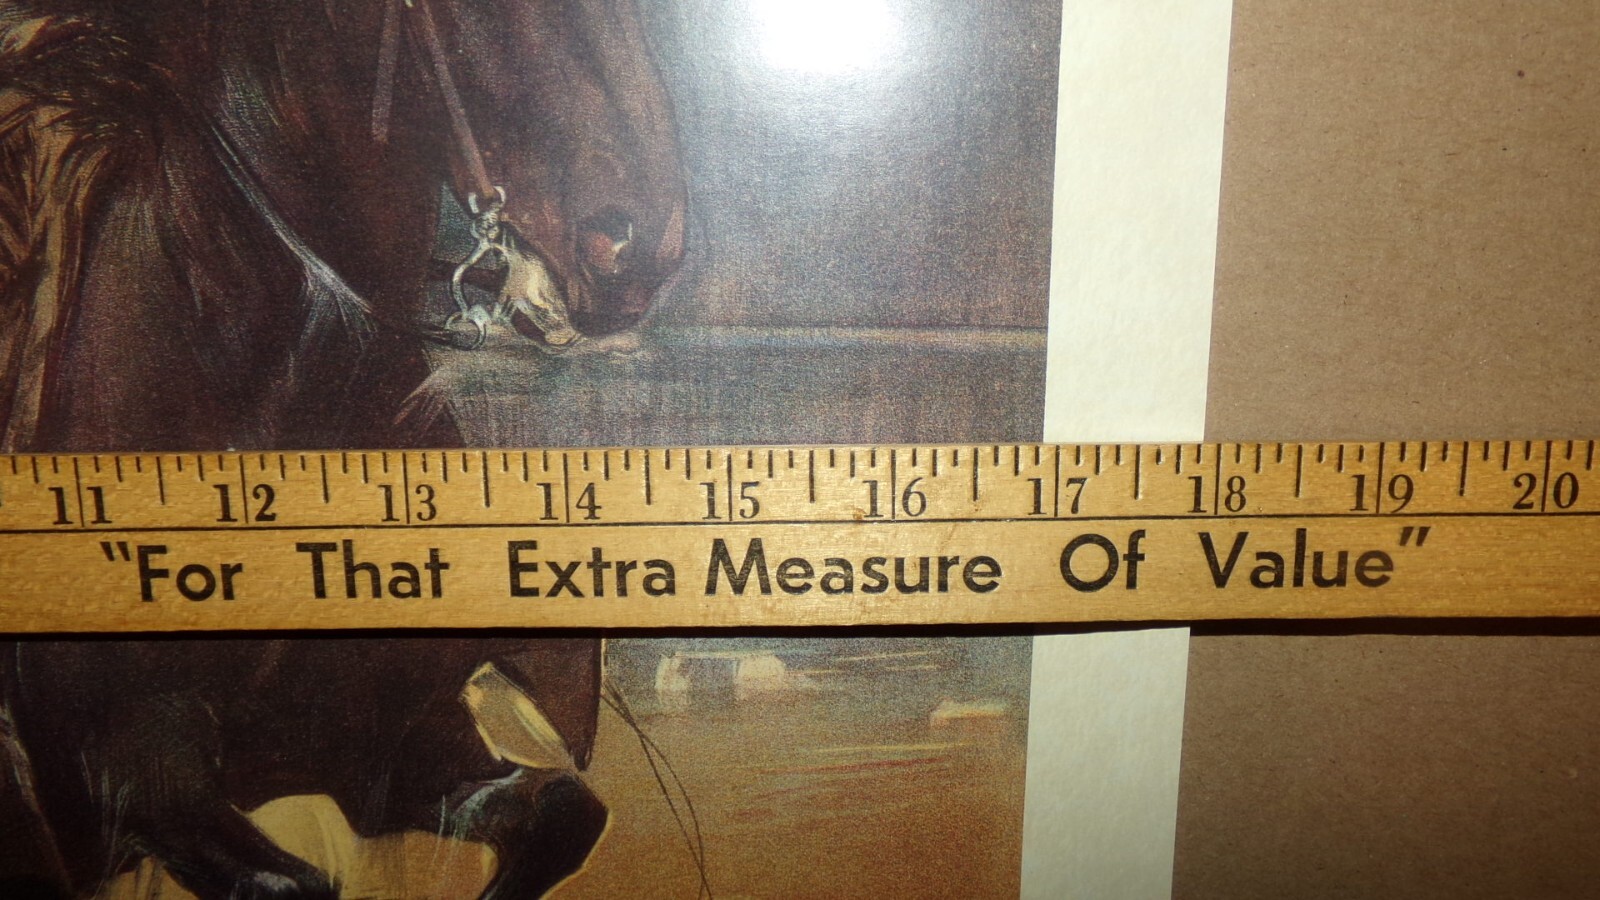 11 12 13 14 15 16 17 18 19 20
"For That Extra Measure Of Value"